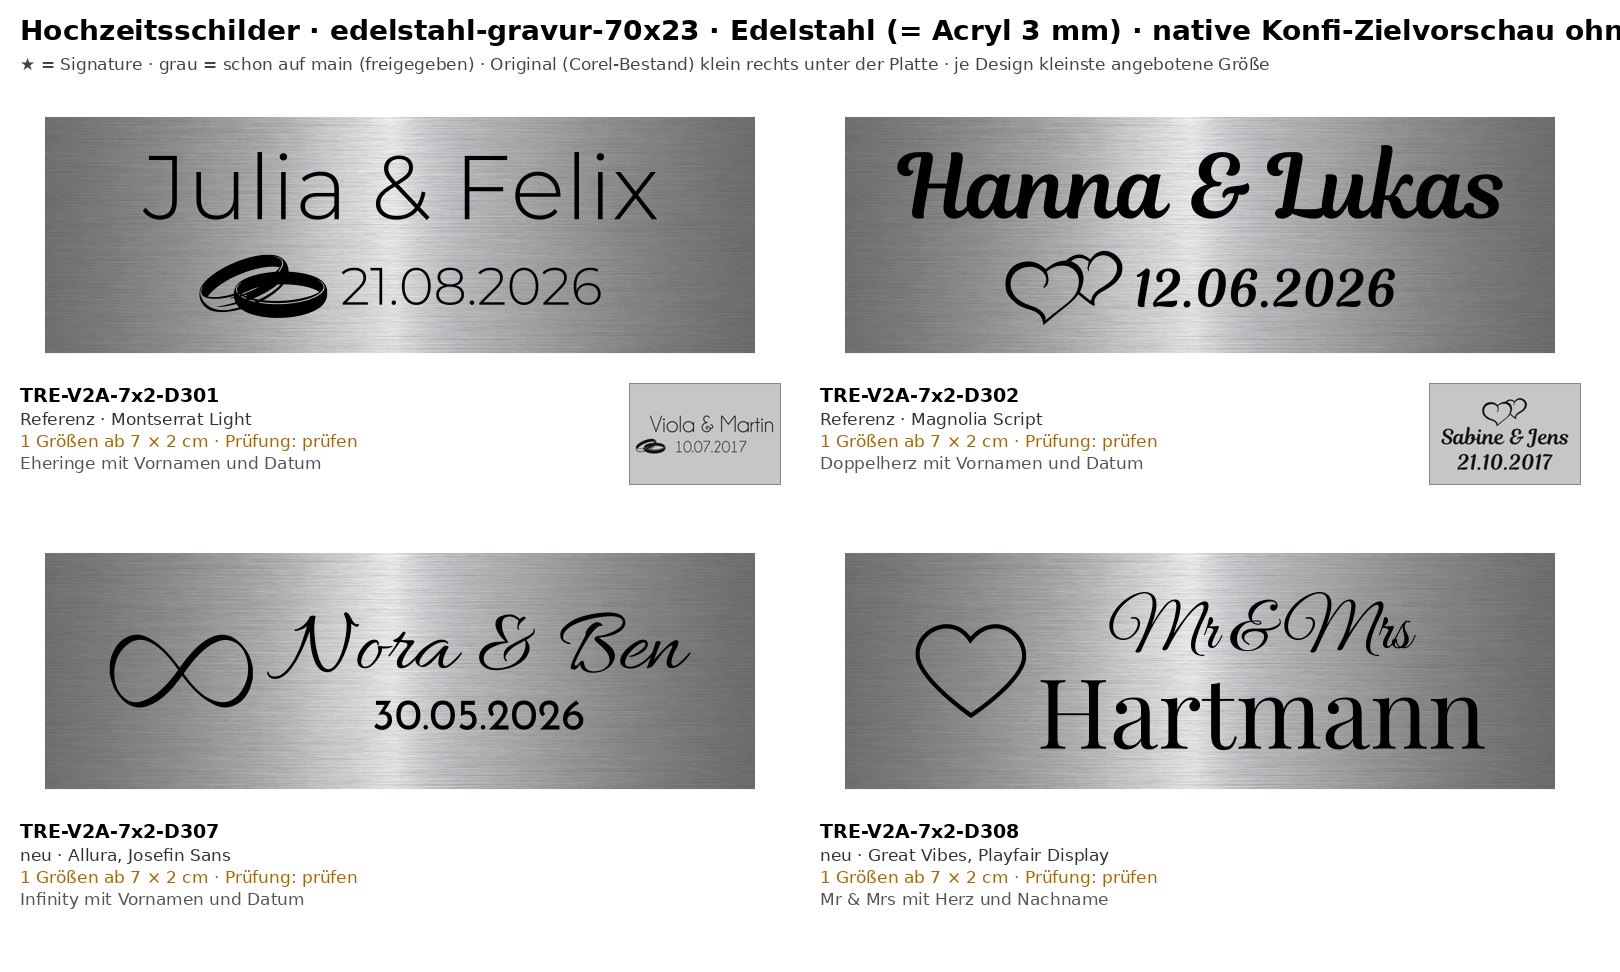 Hochzeitsschilder · edelstahl-gravur-70x23 · Edelstahl (= Acryl 3 mm) · native Konfi-Zielvorschau ohn
★ = Signature · grau = schon auf main (freigegeben) · Original (Corel-Bestand) klein rechts unter der Platte · je Design kleinste angebotene Größe
Julia & Felix
21.08.2026
TRE-V2A-7x2-D301
Referenz · Montserrat Light
1 Größen ab 7 × 2 cm · Prüfung: prüfen
Eheringe mit Vornamen und Datum
Viola & Martin
10.07.2017
Hanna & Lukas
12.06.2026
TRE-V2A-7x2-D302
Referenz · Magnolia Script
1 Größen ab 7 × 2 cm · Prüfung: prüfen
Doppelherz mit Vornamen und Datum
Sabine & Jens
21.10.2017
Nora & Ben
30.05.2026
TRE-V2A-7x2-D307
neu · Allura, Josefin Sans
1 Größen ab 7 × 2 cm · Prüfung: prüfen
Infinity mit Vornamen und Datum
Mr & Mrs
Hartmann
TRE-V2A-7x2-D308
neu · Great Vibes, Playfair Display
1 Größen ab 7 × 2 cm · Prüfung: prüfen
Mr & Mrs mit Herz und Nachname